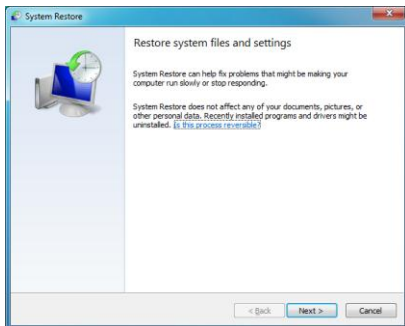 System Restore
Restore system files and settings
System Restore can help fix problems that might be making your
computer run slowly or stop responding.
System Restore does not affect any of your documents, pictures, or
other personal data. Recently installed programs and drivers might be
uninstalled. Is this process reversible?
< Back
Next >
Cancel